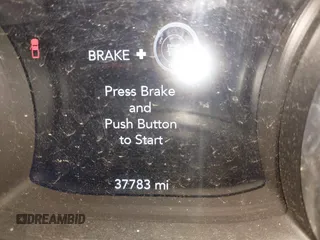 BRAKE +
Press Brake
and
Push Button
to Start
37783 mi
DREAMBID